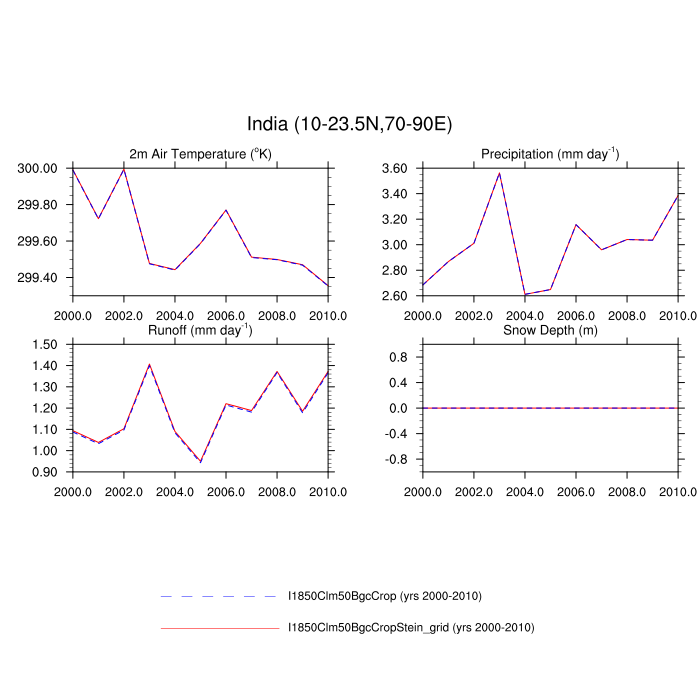 India (10-23.5N,70-90E)
2m Air Temperature (°K)
300.00
299.80
299.60
299.40
2000.0 2002.0 2004.0 2006.0 2008.0 2010.0
Precipitation (mm day⁻¹)
3.60
3.40
3.20
3.00
2.80
2.60
2000.0 2002.0 2004.0 2006.0 2008.0 2010.0
Runoff (mm day⁻¹)
1.50
1.40
1.30
1.20
1.10
1.00
0.90
2000.0 2002.0 2004.0 2006.0 2008.0 2010.0
Snow Depth (m)
0.8
0.4
0.0
-0.4
-0.8
2000.0 2002.0 2004.0 2006.0 2008.0 2010.0
I1850Clm50BgcCrop (yrs 2000-2010)
I1850Clm50BgcCropStein_grid (yrs 2000-2010)